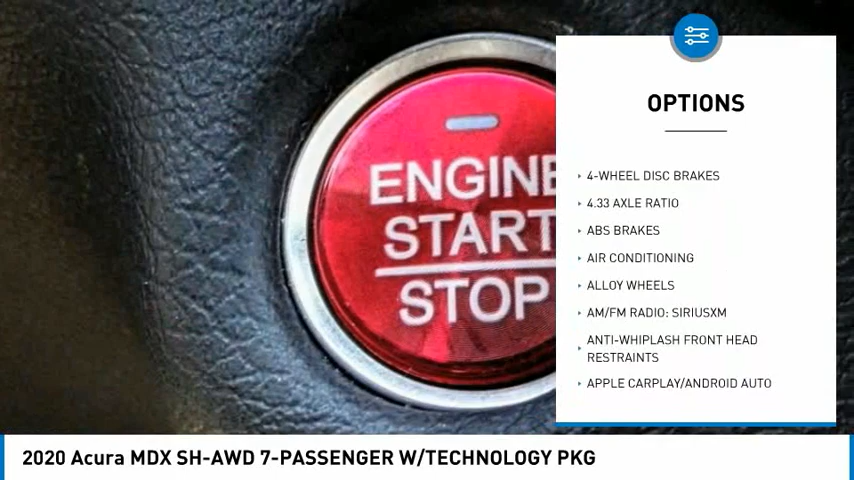 ENGINE
START
STOP
OPTIONS
4-WHEEL DISC BRAKES
4.33 AXLE RATIO
ABS BRAKES
AIR CONDITIONING
ALLOY WHEELS
AM/FM RADIO: SIRIUSXM
ANTI-WHIPLASH FRONT HEAD
RESTRAINTS
APPLE CARPLAY/ANDROID AUTO
2020 Acura MDX SH-AWD 7-PASSENGER W/TECHNOLOGY PKG